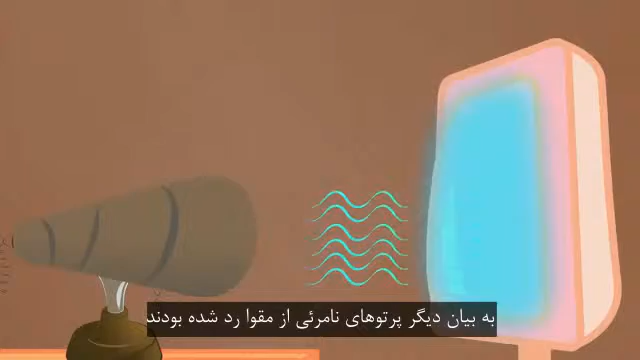 به بیان دیگر پرتوهای نامرئی از مقوا رد شده بودند